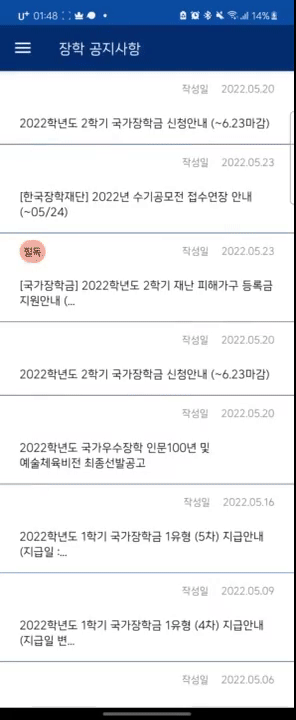 U+ 01:48 14%
장학 공지사항
작성일 2022.05.20
2022학년도 2학기 국가장학금 신청안내 (~6.23마감)
작성일 2022.05.23
[한국장학재단] 2022년 수기공모전 접수연장 안내
(~05/24)
필독 작성일 2022.05.23
[국가장학금] 2022학년도 2학기 재난 피해가구 등록금
지원안내 (...
작성일 2022.05.20
2022학년도 2학기 국가장학금 신청안내 (~6.23마감)
작성일 2022.05.20
2022학년도 국가우수장학 인문100년 및
예술체육비전 최종선발공고
작성일 2022.05.16
2022학년도 1학기 국가장학금 1유형 (5차) 지급안내
(지급일 :...
작성일 2022.05.09
2022학년도 1학기 국가장학금 1유형 (4차) 지급안내
(지급일 변...
작성일 2022.05.06